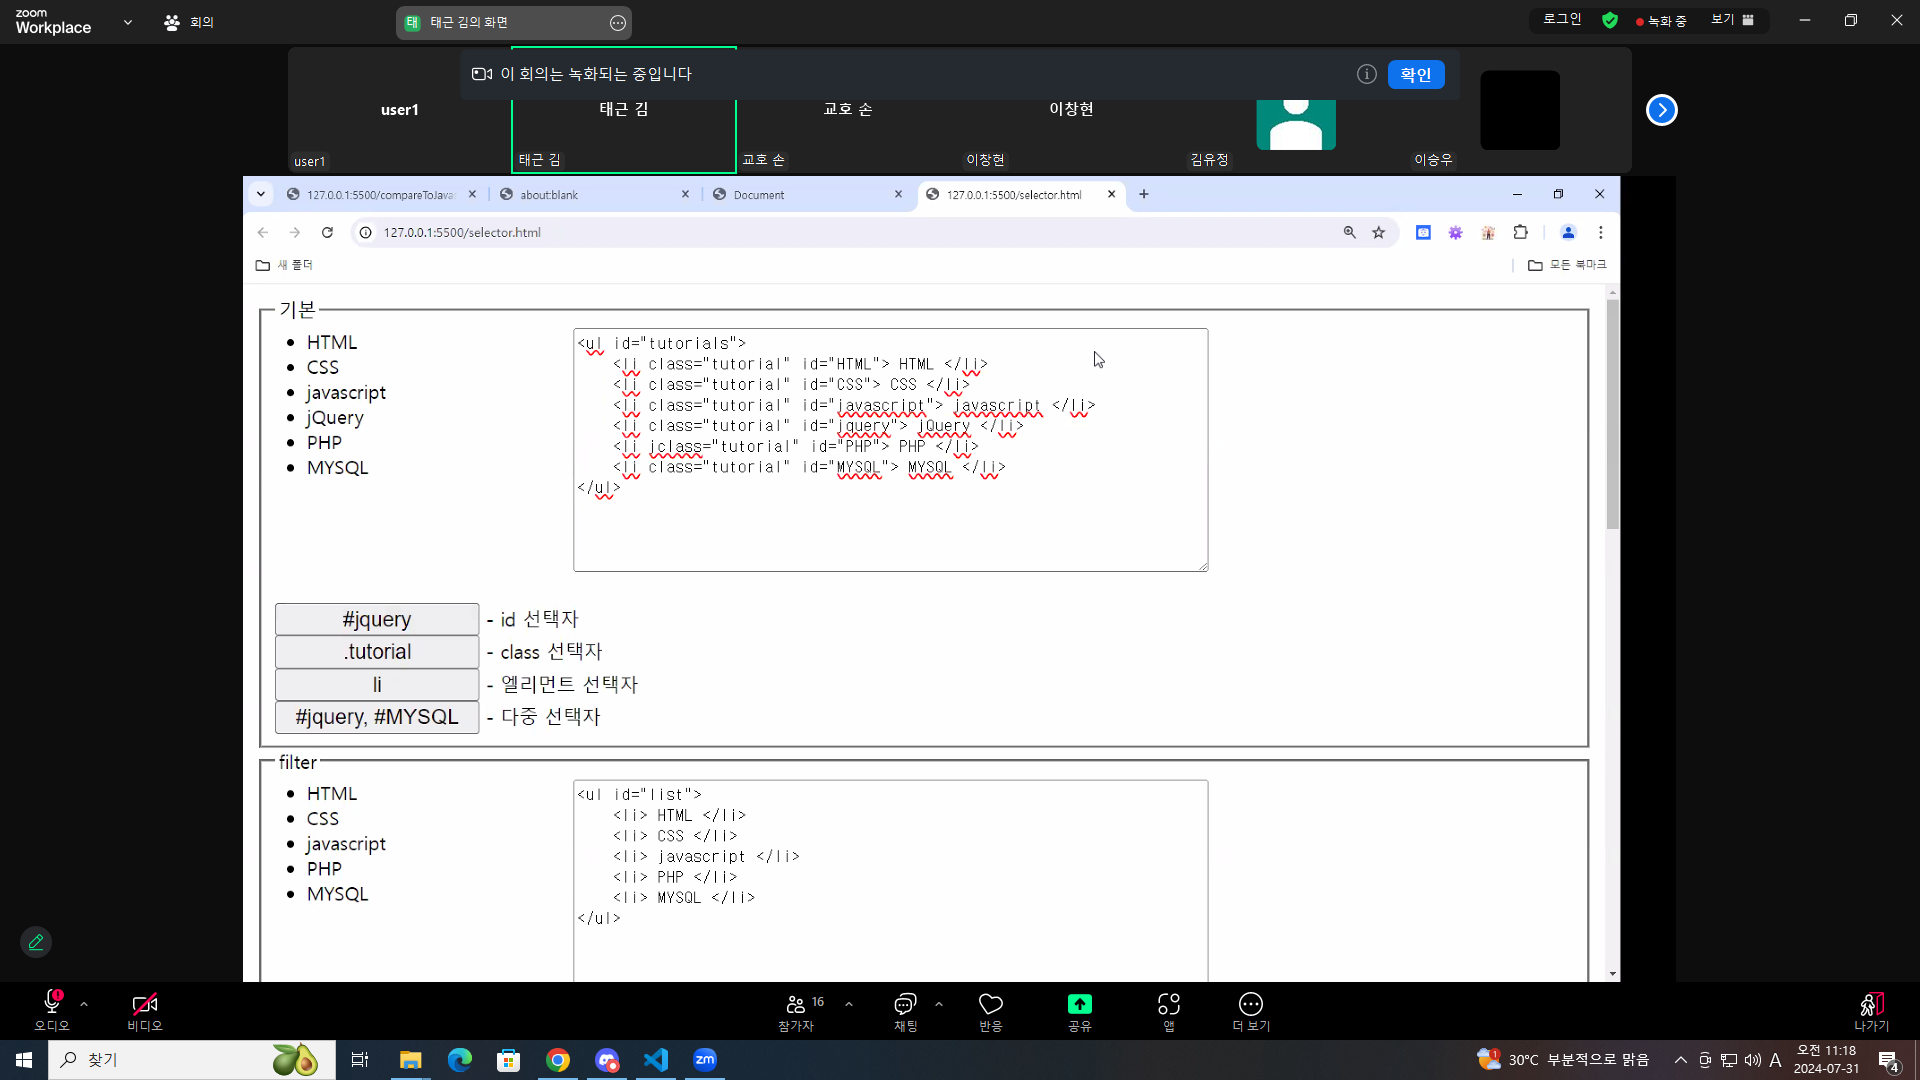 zoom
Workplace
회의
태
태근 김의 화면
로그인
녹화 중
보기
이 회의는 녹화되는 중입니다
확인
user1
태근 김
교호 손
이창현
user1
태근 김
교호 손
이창현
김유정
이승우
127.0.0.1:5500/compareToJava
about:blank
Document
127.0.0.1:5500/selector.html
127.0.0.1:5500/selector.html
새 폴더
모든 북마크
기본
HTML
CSS
javascript
jQuery
PHP
MYSQL
<ul id="tutorials">
<li class="tutorial" id="HTML"> HTML </li>
<li class="tutorial" id="CSS"> CSS </li>
<li class="tutorial" id="javascript"> javascript </li>
<li class="tutorial" id="jquery"> jQuery </li>
<li jclass="tutorial" id="PHP"> PHP </li>
<li class="tutorial" id="MYSQL"> MYSQL </li>
</ul>
#jquery - id 선택자
.tutorial - class 선택자
li - 엘리먼트 선택자
#jquery, #MYSQL - 다중 선택자
filter
HTML
CSS
javascript
PHP
MYSQL
<ul id="list">
<li> HTML </li>
<li> CSS </li>
<li> javascript </li>
<li> PHP </li>
<li> MYSQL </li>
</ul>
오디오
비디오
16
참가자
채팅
반응
공유
앱
더 보기
나가기
찾기
zm
1
30°C 부분적으로 맑음
A
오전 11:18
2024-07-31
4